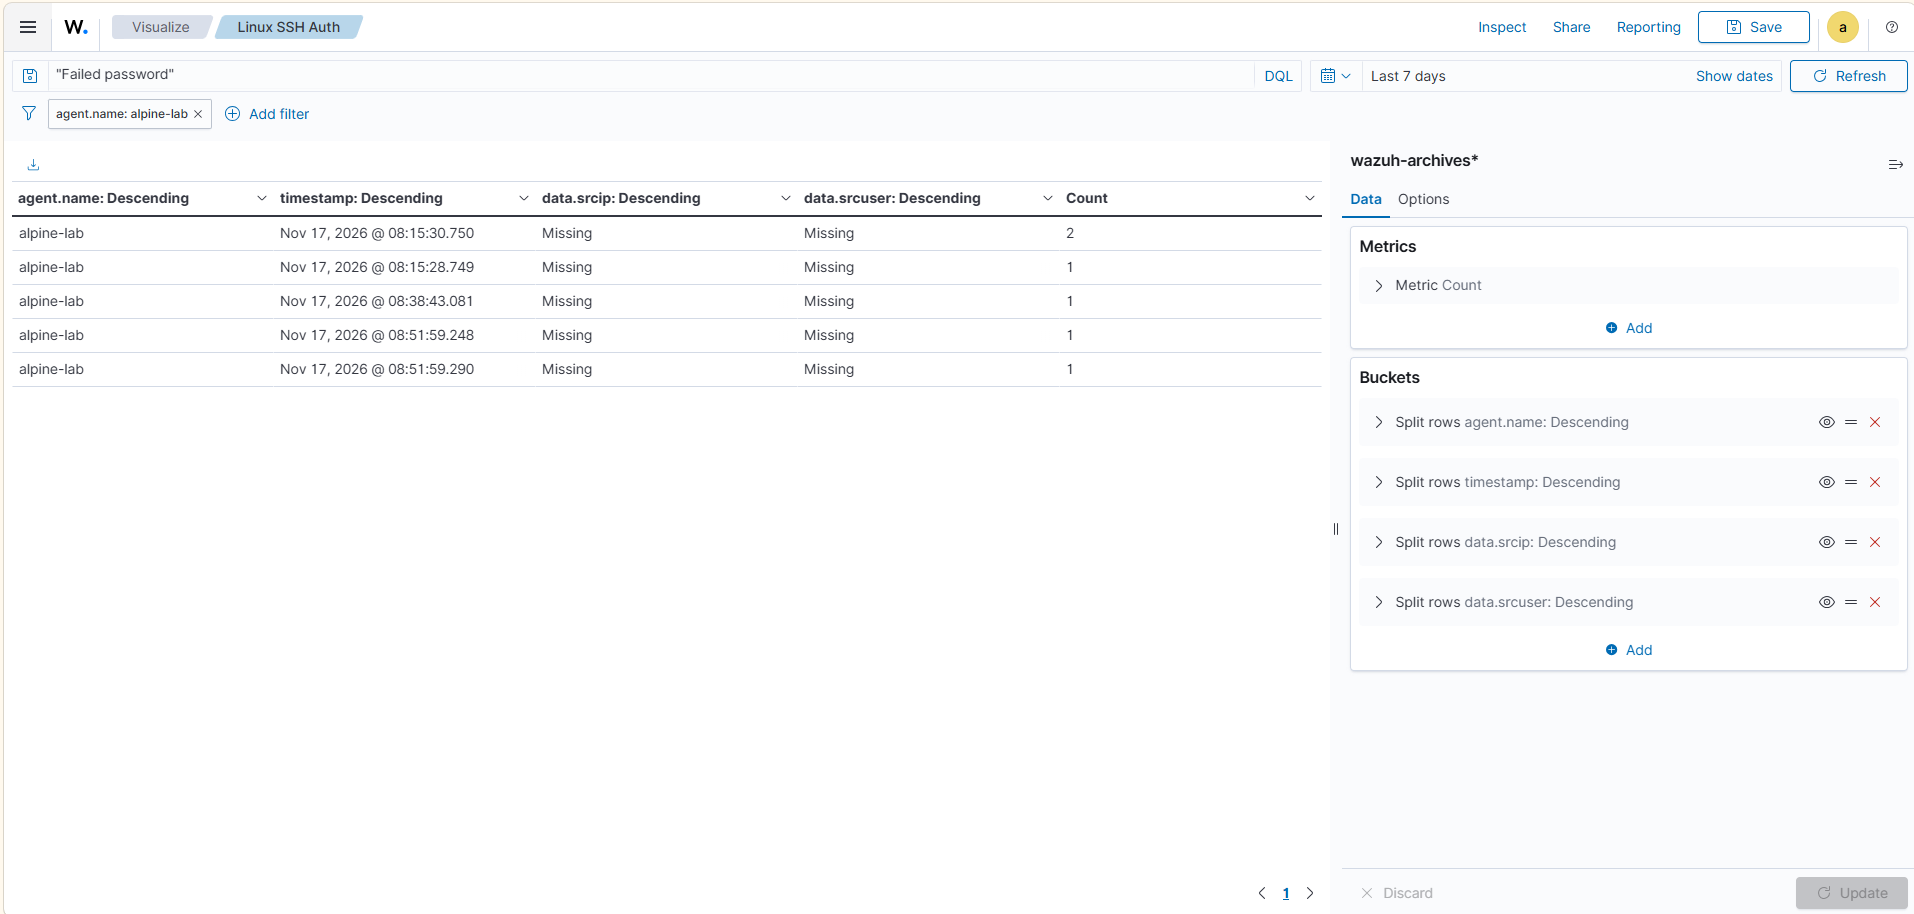 W. Visualize Linux SSH Auth Inspect Share Reporting Save a
"Failed password" DQL Last 7 days Show dates Refresh
agent.name: alpine-lab × Add filter
wazuh-archives*
Data Options
agent.name: Descending timestamp: Descending data.srcip: Descending data.srcuser: Descending Count
alpine-lab Nov 17, 2026 @ 08:15:30.750 Missing Missing 2
alpine-lab Nov 17, 2026 @ 08:15:28.749 Missing Missing 1
alpine-lab Nov 17, 2026 @ 08:38:43.081 Missing Missing 1
alpine-lab Nov 17, 2026 @ 08:51:59.248 Missing Missing 1
alpine-lab Nov 17, 2026 @ 08:51:59.290 Missing Missing 1
1
Metrics
Metric Count
Add
Buckets
Split rows agent.name: Descending
Split rows timestamp: Descending
Split rows data.srcip: Descending
Split rows data.srcuser: Descending
Add
Discard Update